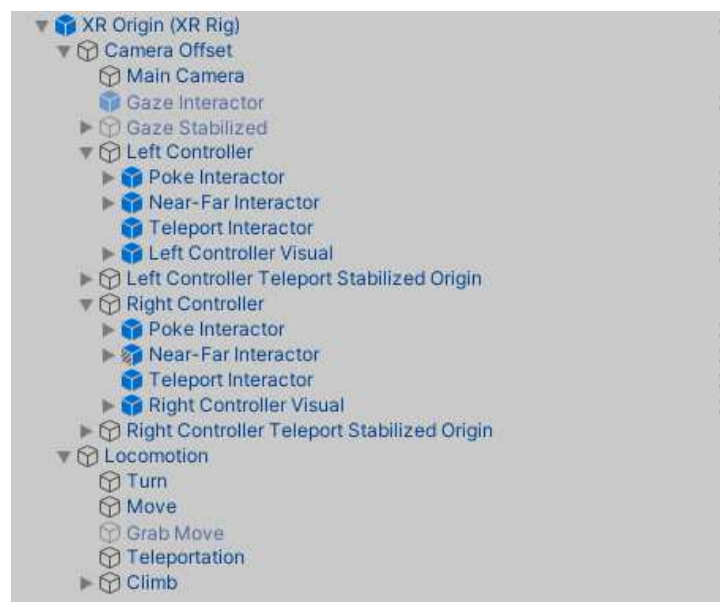 XR Origin (XR Rig)
Camera Offset
Main Camera
Gaze Interactor
Gaze Stabilized
Left Controller
Poke Interactor
Near-Far Interactor
Teleport Interactor
Left Controller Visual
Left Controller Teleport Stabilized Origin
Right Controller
Poke Interactor
Near-Far Interactor
Teleport Interactor
Right Controller Visual
Right Controller Teleport Stabilized Origin
Locomotion
Turn
Move
Grab Move
Teleportation
Climb